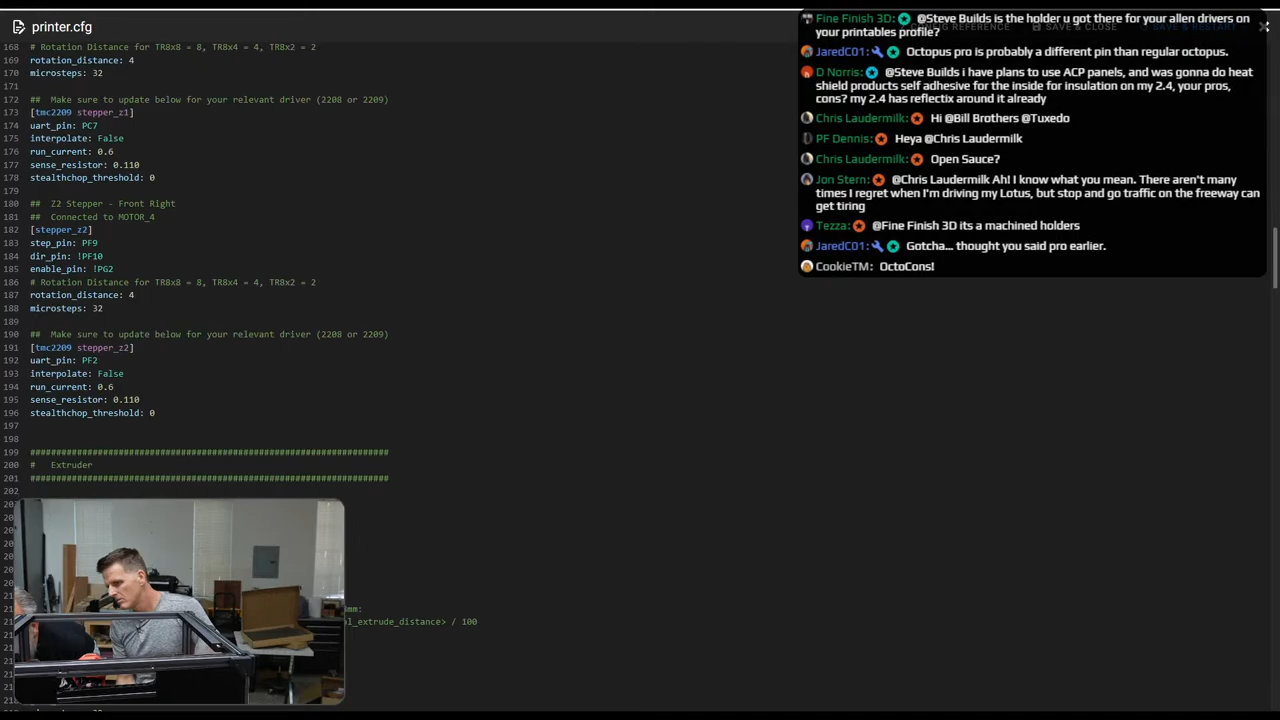 printer.cfg
168 # Rotation Distance for TR8x8 = 8, TR8x4 = 4, TR8x2 = 2
169 rotation_distance: 4
170 microsteps: 32
171
172 ## Make sure to update below for your relevant driver (2208 or 2209)
173 [tmc2209 stepper_z1]
174 uart_pin: PC7
175 interpolate: False
176 run_current: 0.6
177 sense_resistor: 0.110
178 stealthchop_threshold: 0
179
180 ## Z2 Stepper - Front Right
181 ## Connected to MOTOR_4
182 [stepper_z2]
183 step_pin: PF9
184 dir_pin: !PF10
185 enable_pin: !PG2
186 # Rotation Distance for TR8x8 = 8, TR8x4 = 4, TR8x2 = 2
187 rotation_distance: 4
188 microsteps: 32
189
190 ## Make sure to update below for your relevant driver (2208 or 2209)
191 [tmc2209 stepper_z2]
192 uart_pin: PF2
193 interpolate: False
194 run_current: 0.6
195 sense_resistor: 0.110
196 stealthchop_threshold: 0
197
198
199 #####################################################################
200 # Extruder
201 #####################################################################
202
mm:
l_extrude_distance> / 100
Fine Finish 3D: @Steve Builds is the holder u got there for your allen drivers on
your printables profile?
JaredC01: Octopus pro is probably a different pin than regular octopus.
D Norris: @Steve Builds i have plans to use ACP panels, and was gonna do heat
shield products self adhesive for the inside for insulation on my 2.4, your pros,
cons? my 2.4 has reflectix around it already
Chris Laudermilk: Hi @Bill Brothers @Tuxedo
PF Dennis: Heya @Chris Laudermilk
Chris Laudermilk: Open Sauce?
Jon Stern: @Chris Laudermilk Ah! I know what you mean. There aren't many
times I regret when I'm driving my Lotus, but stop and go traffic on the freeway can
get tiring
Tezza: @Fine Finish 3D its a machined holders
JaredC01: Gotcha... thought you said pro earlier.
CookieTM: OctoCons!